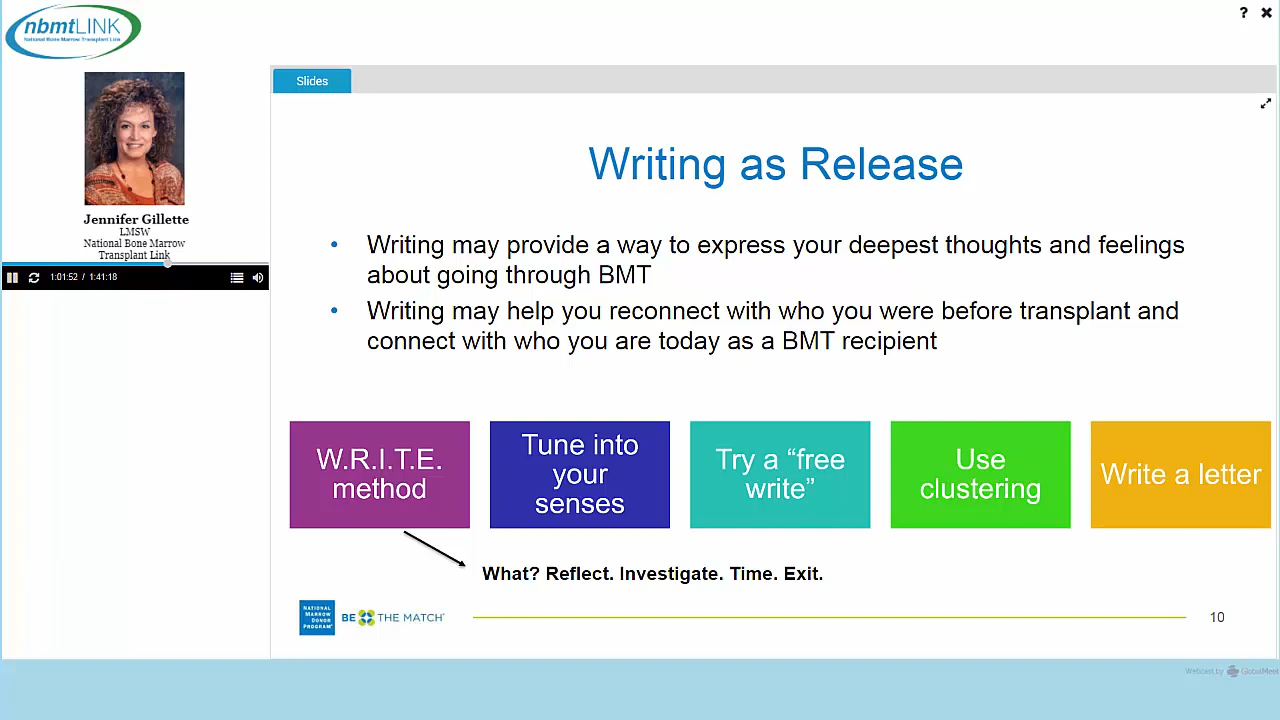 nbmtLINK
National Bone Marrow Transplant Link
? ✖
Jennifer Gillette
LMSW
National Bone Marrow
Transplant Link
1:01:52 / 1:41:18
Slides
Writing as Release
• Writing may provide a way to express your deepest thoughts and feelings
about going through BMT
• Writing may help you reconnect with who you were before transplant and
connect with who you are today as a BMT recipient
W.R.I.T.E.
method
Tune into
your
senses
Try a “free
write”
Use
clustering
Write a letter
What? Reflect. Investigate. Time. Exit.
NATIONAL
MARROW
DONOR
PROGRAM®
BE THE MATCH
10
Webcast by GlobalMeet